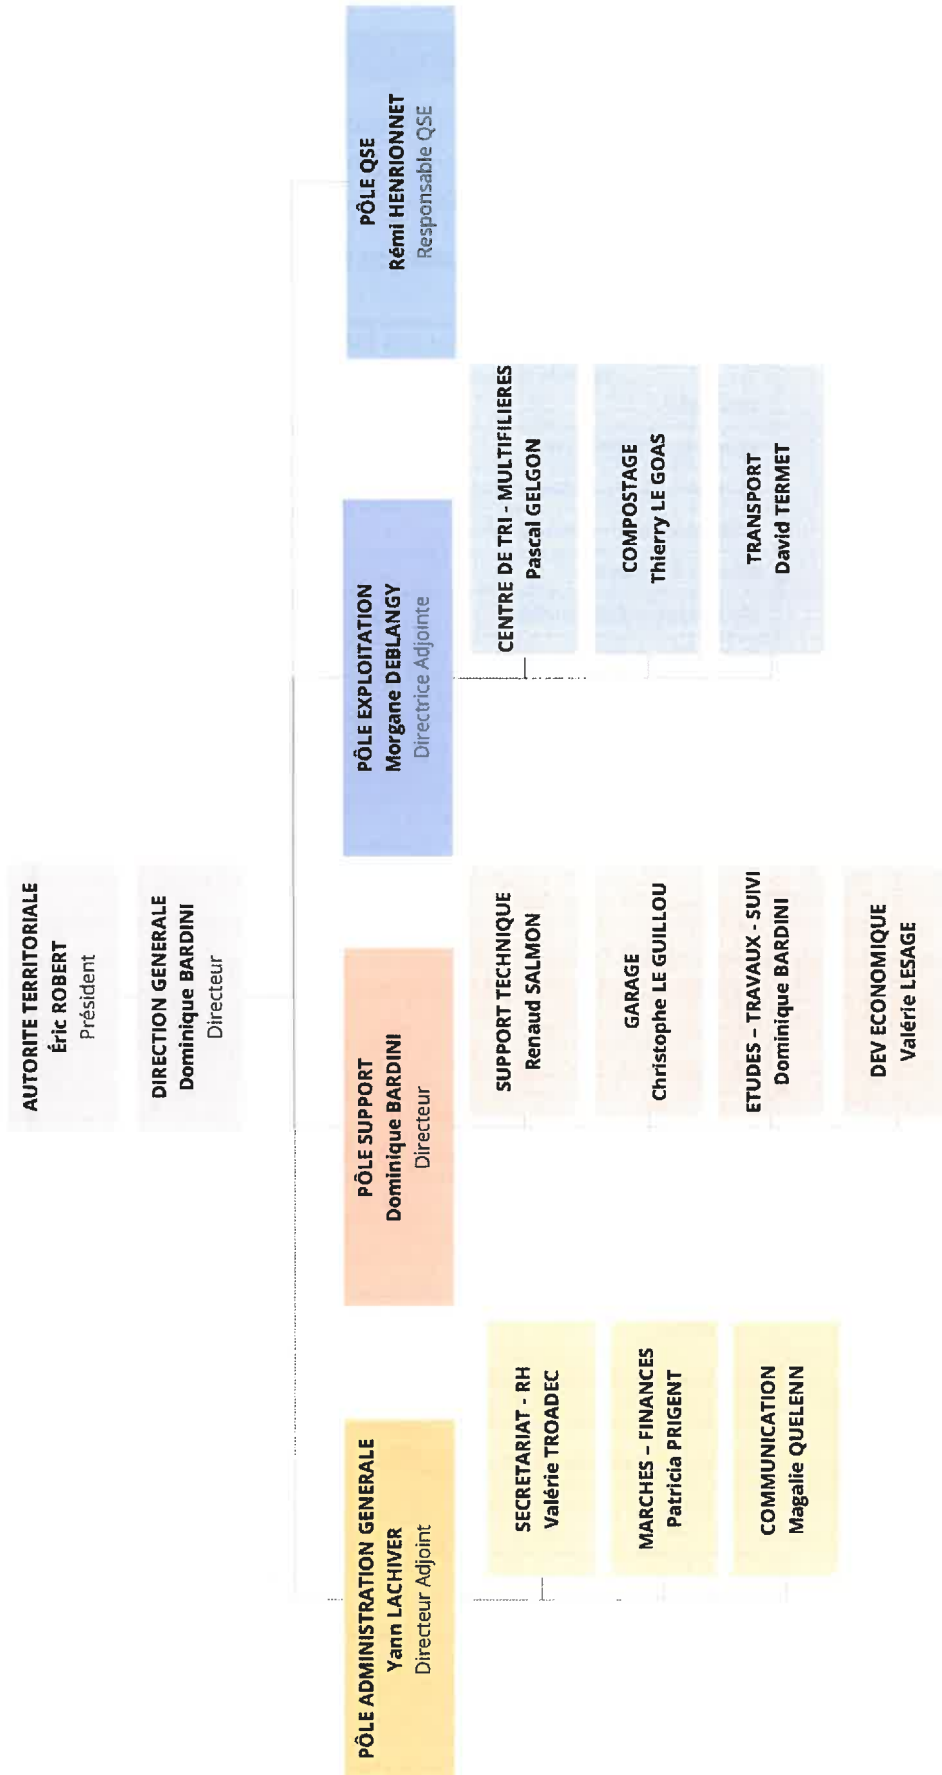 AUTORITE TERRITORIALE
Éric ROBERT
Président
DIRECTION GENERALE
Dominique BARDINI
Directeur
PÔLE ADMINISTRATION GENERALE
Yann LACHIVER
Directeur Adjoint
SECRETARIAT - RH
Valérie TROADEC
MARCHES – FINANCES
Patricia PRIGENT
COMMUNICATION
Magalie QUELENN
PÔLE SUPPORT
Dominique BARDINI
Directeur
SUPPORT TECHNIQUE
Renaud SALMON
GARAGE
Christophe LE GUILLOU
ETUDES – TRAVAUX - SUIVI
Dominique BARDINI
DEV ECONOMIQUE
Valérie LESAGE
PÔLE EXPLOITATION
Morgane DEBLANGY
Directrice Adjointe
CENTRE DE TRI - MULTIFILIERES
Pascal GELGON
COMPOSTAGE
Thierry LE GOAS
TRANSPORT
David TERMET
PÔLE QSE
Rémi HENRIONNET
Responsable QSE